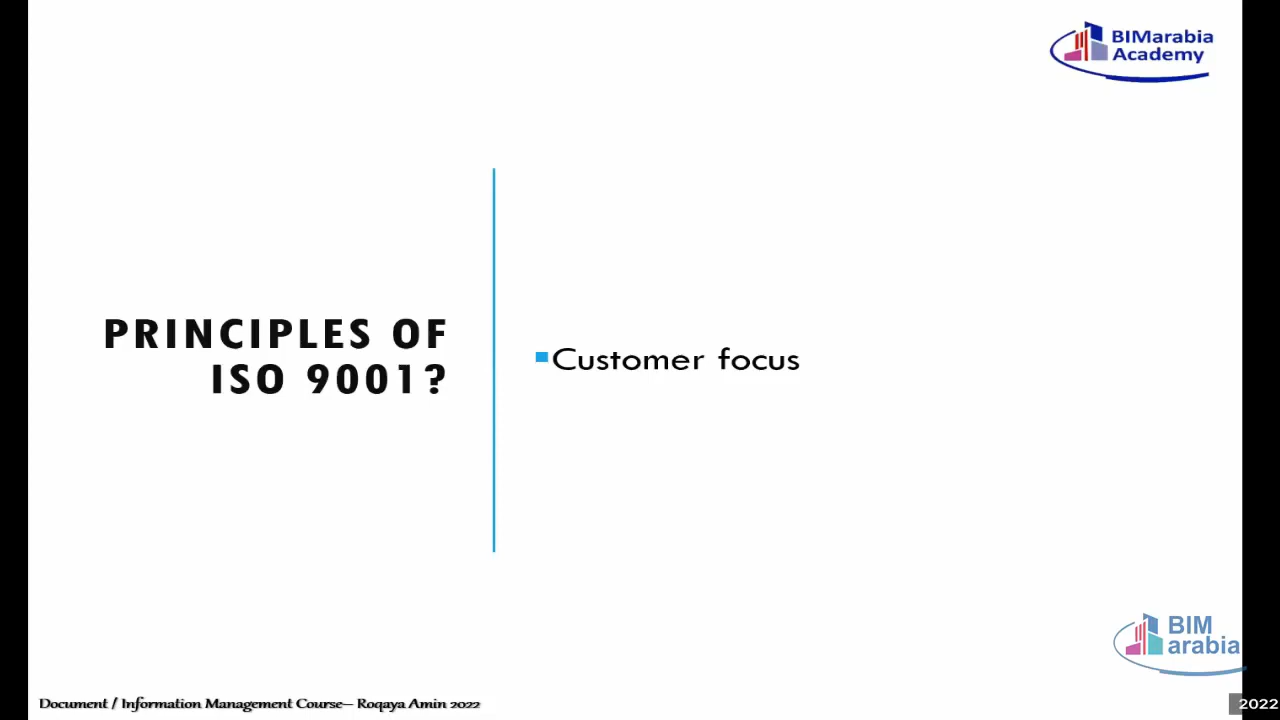 BIMarabia
Academy
PRINCIPLES OF
ISO 9001?
Customer focus
BIM
arabia
Document / Information Management Course– Roqaya Amin 2022
2022